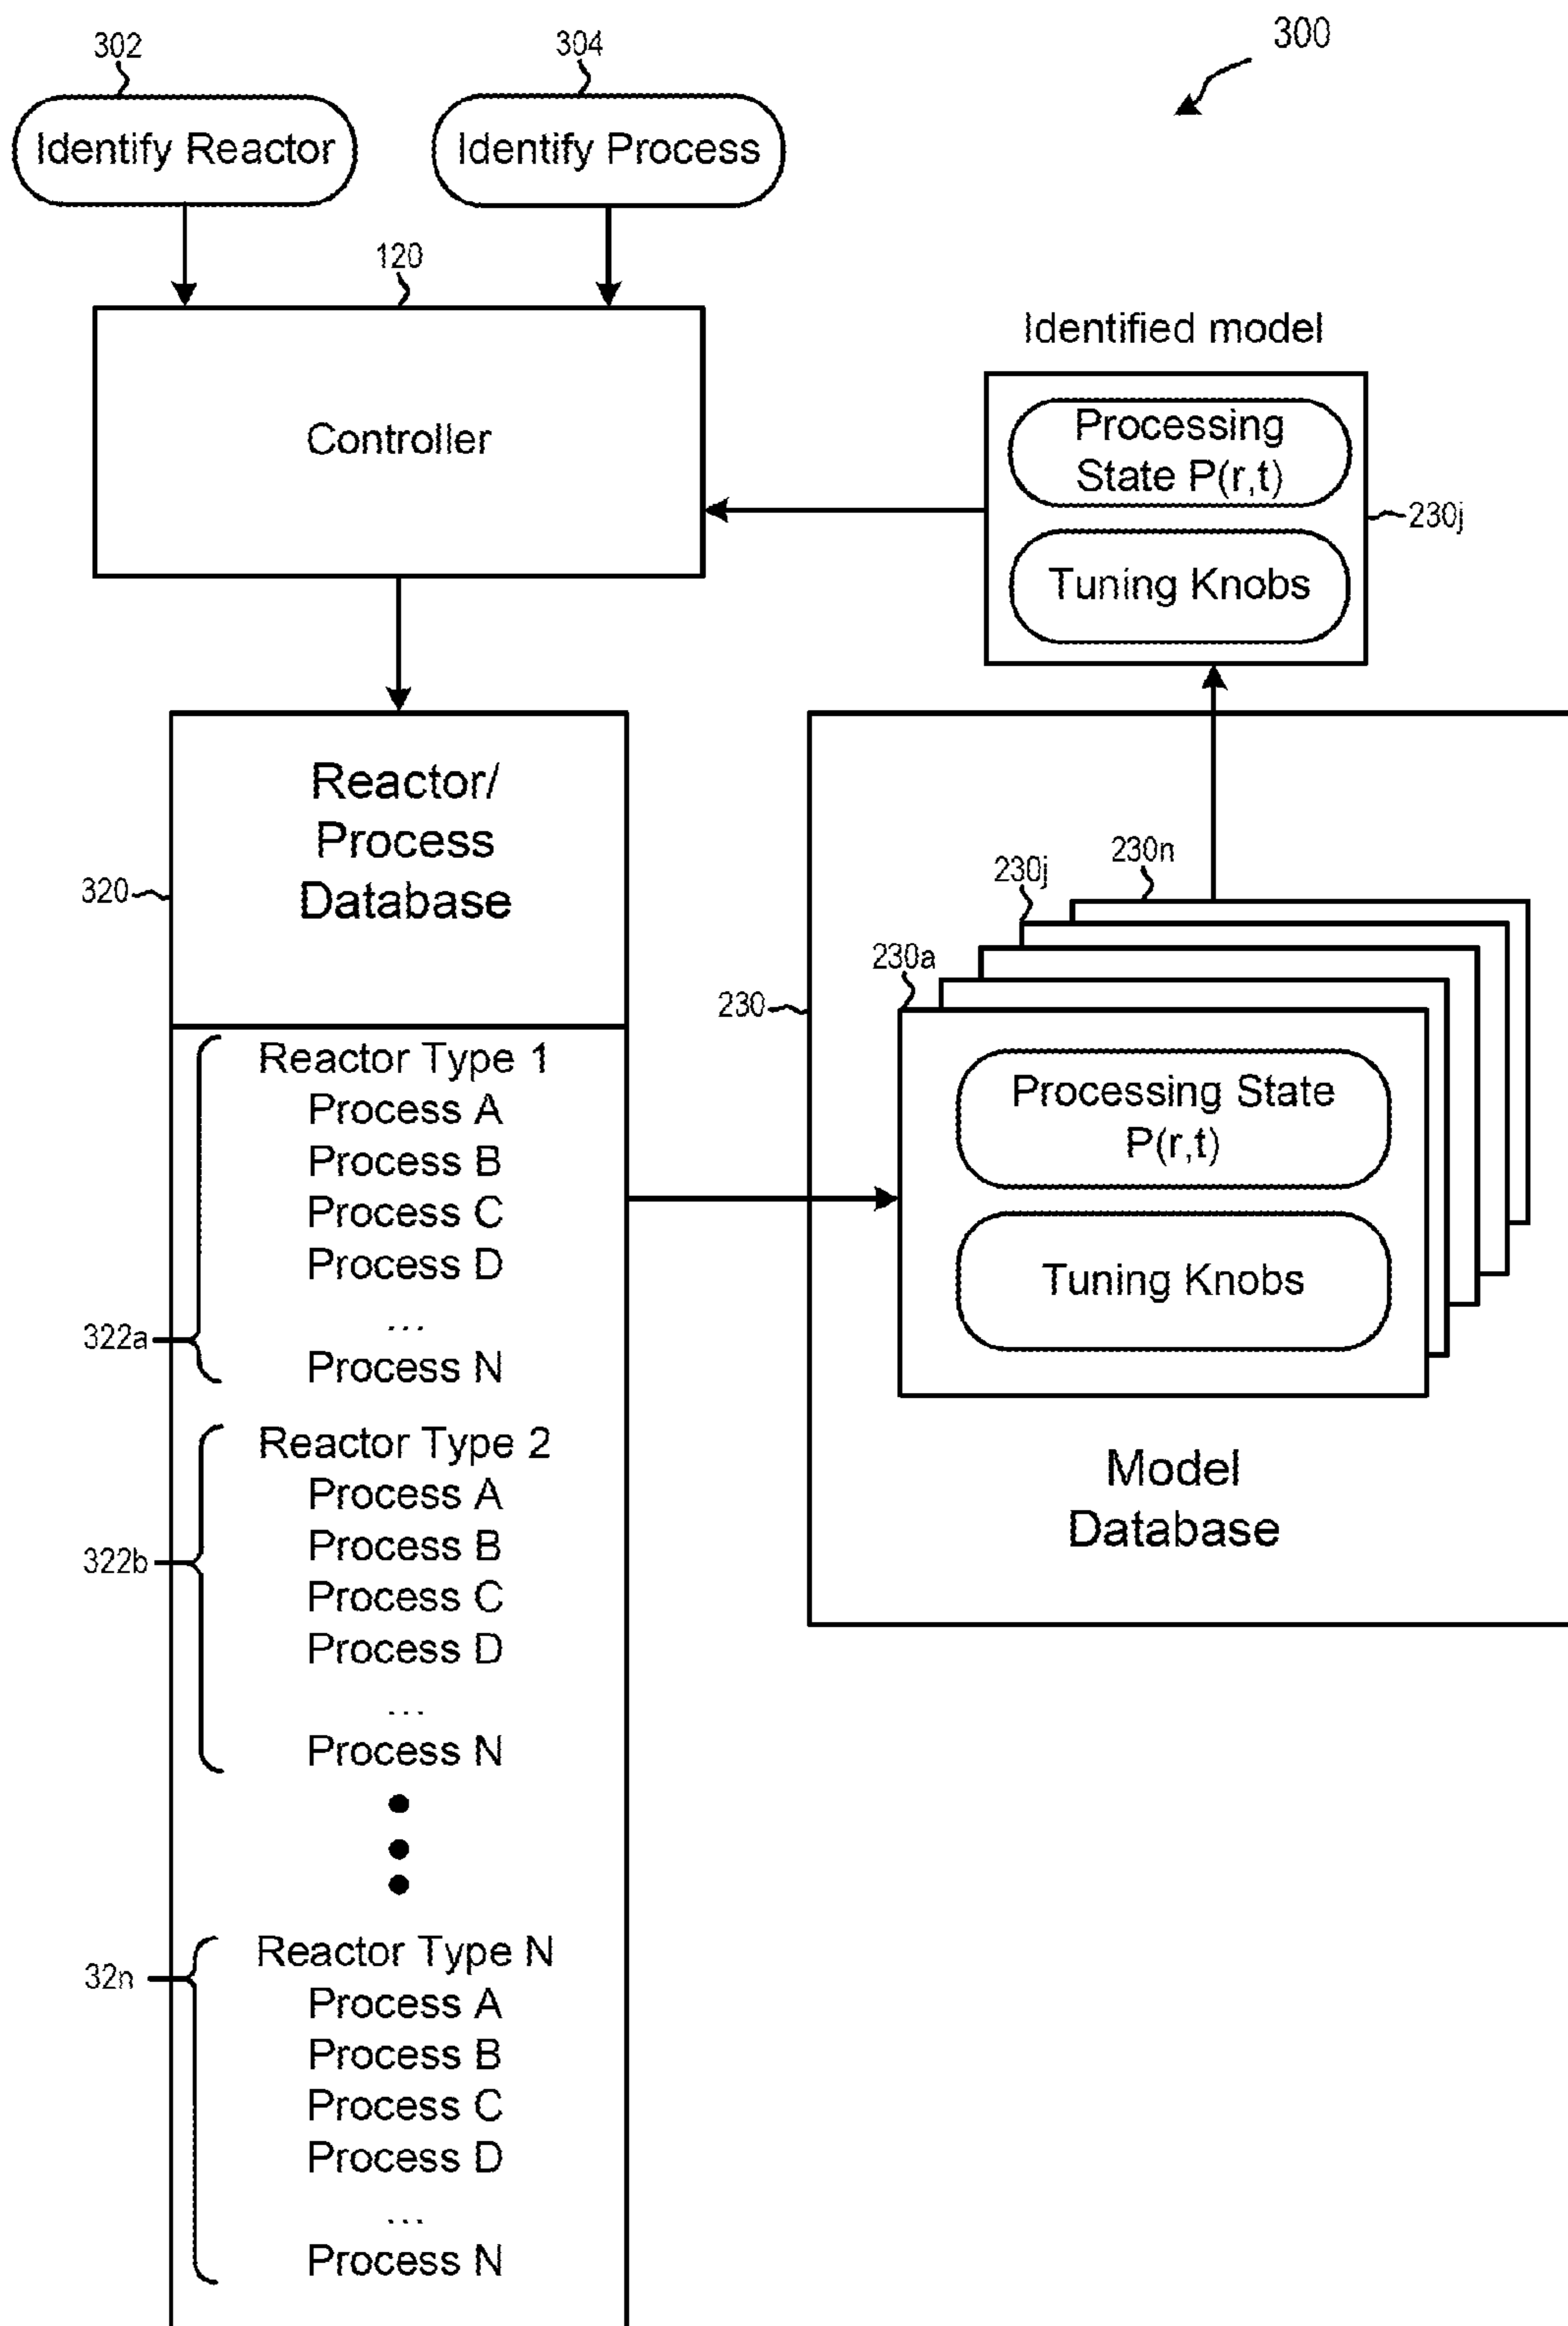 300
302
304
Identify Reactor
Identify Process
120
Controller
Identified model
Processing
State P(r,t)
Tuning Knobs
230j
Reactor/
Process
Database
320
230n
230j
230a
230
Processing State
P(r,t)
Tuning Knobs
Model
Database
Reactor Type 1
Process A
Process B
Process C
Process D
...
Process N
322a
Reactor Type 2
Process A
Process B
Process C
Process D
...
Process N
322b
Reactor Type N
Process A
Process B
Process C
Process D
...
Process N
32n